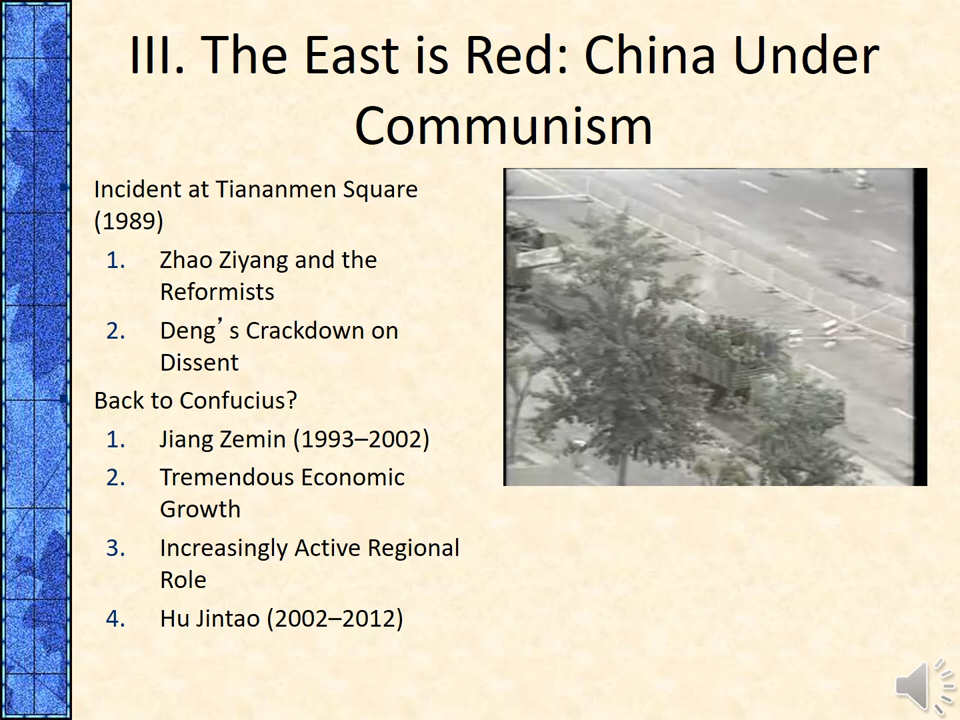 III. The East is Red: China Under
Communism
Incident at Tiananmen Square
(1989)
1. Zhao Ziyang and the
Reformists
2. Deng’s Crackdown on
Dissent
Back to Confucius?
1. Jiang Zemin (1993–2002)
2. Tremendous Economic
Growth
3. Increasingly Active Regional
Role
4. Hu Jintao (2002–2012)